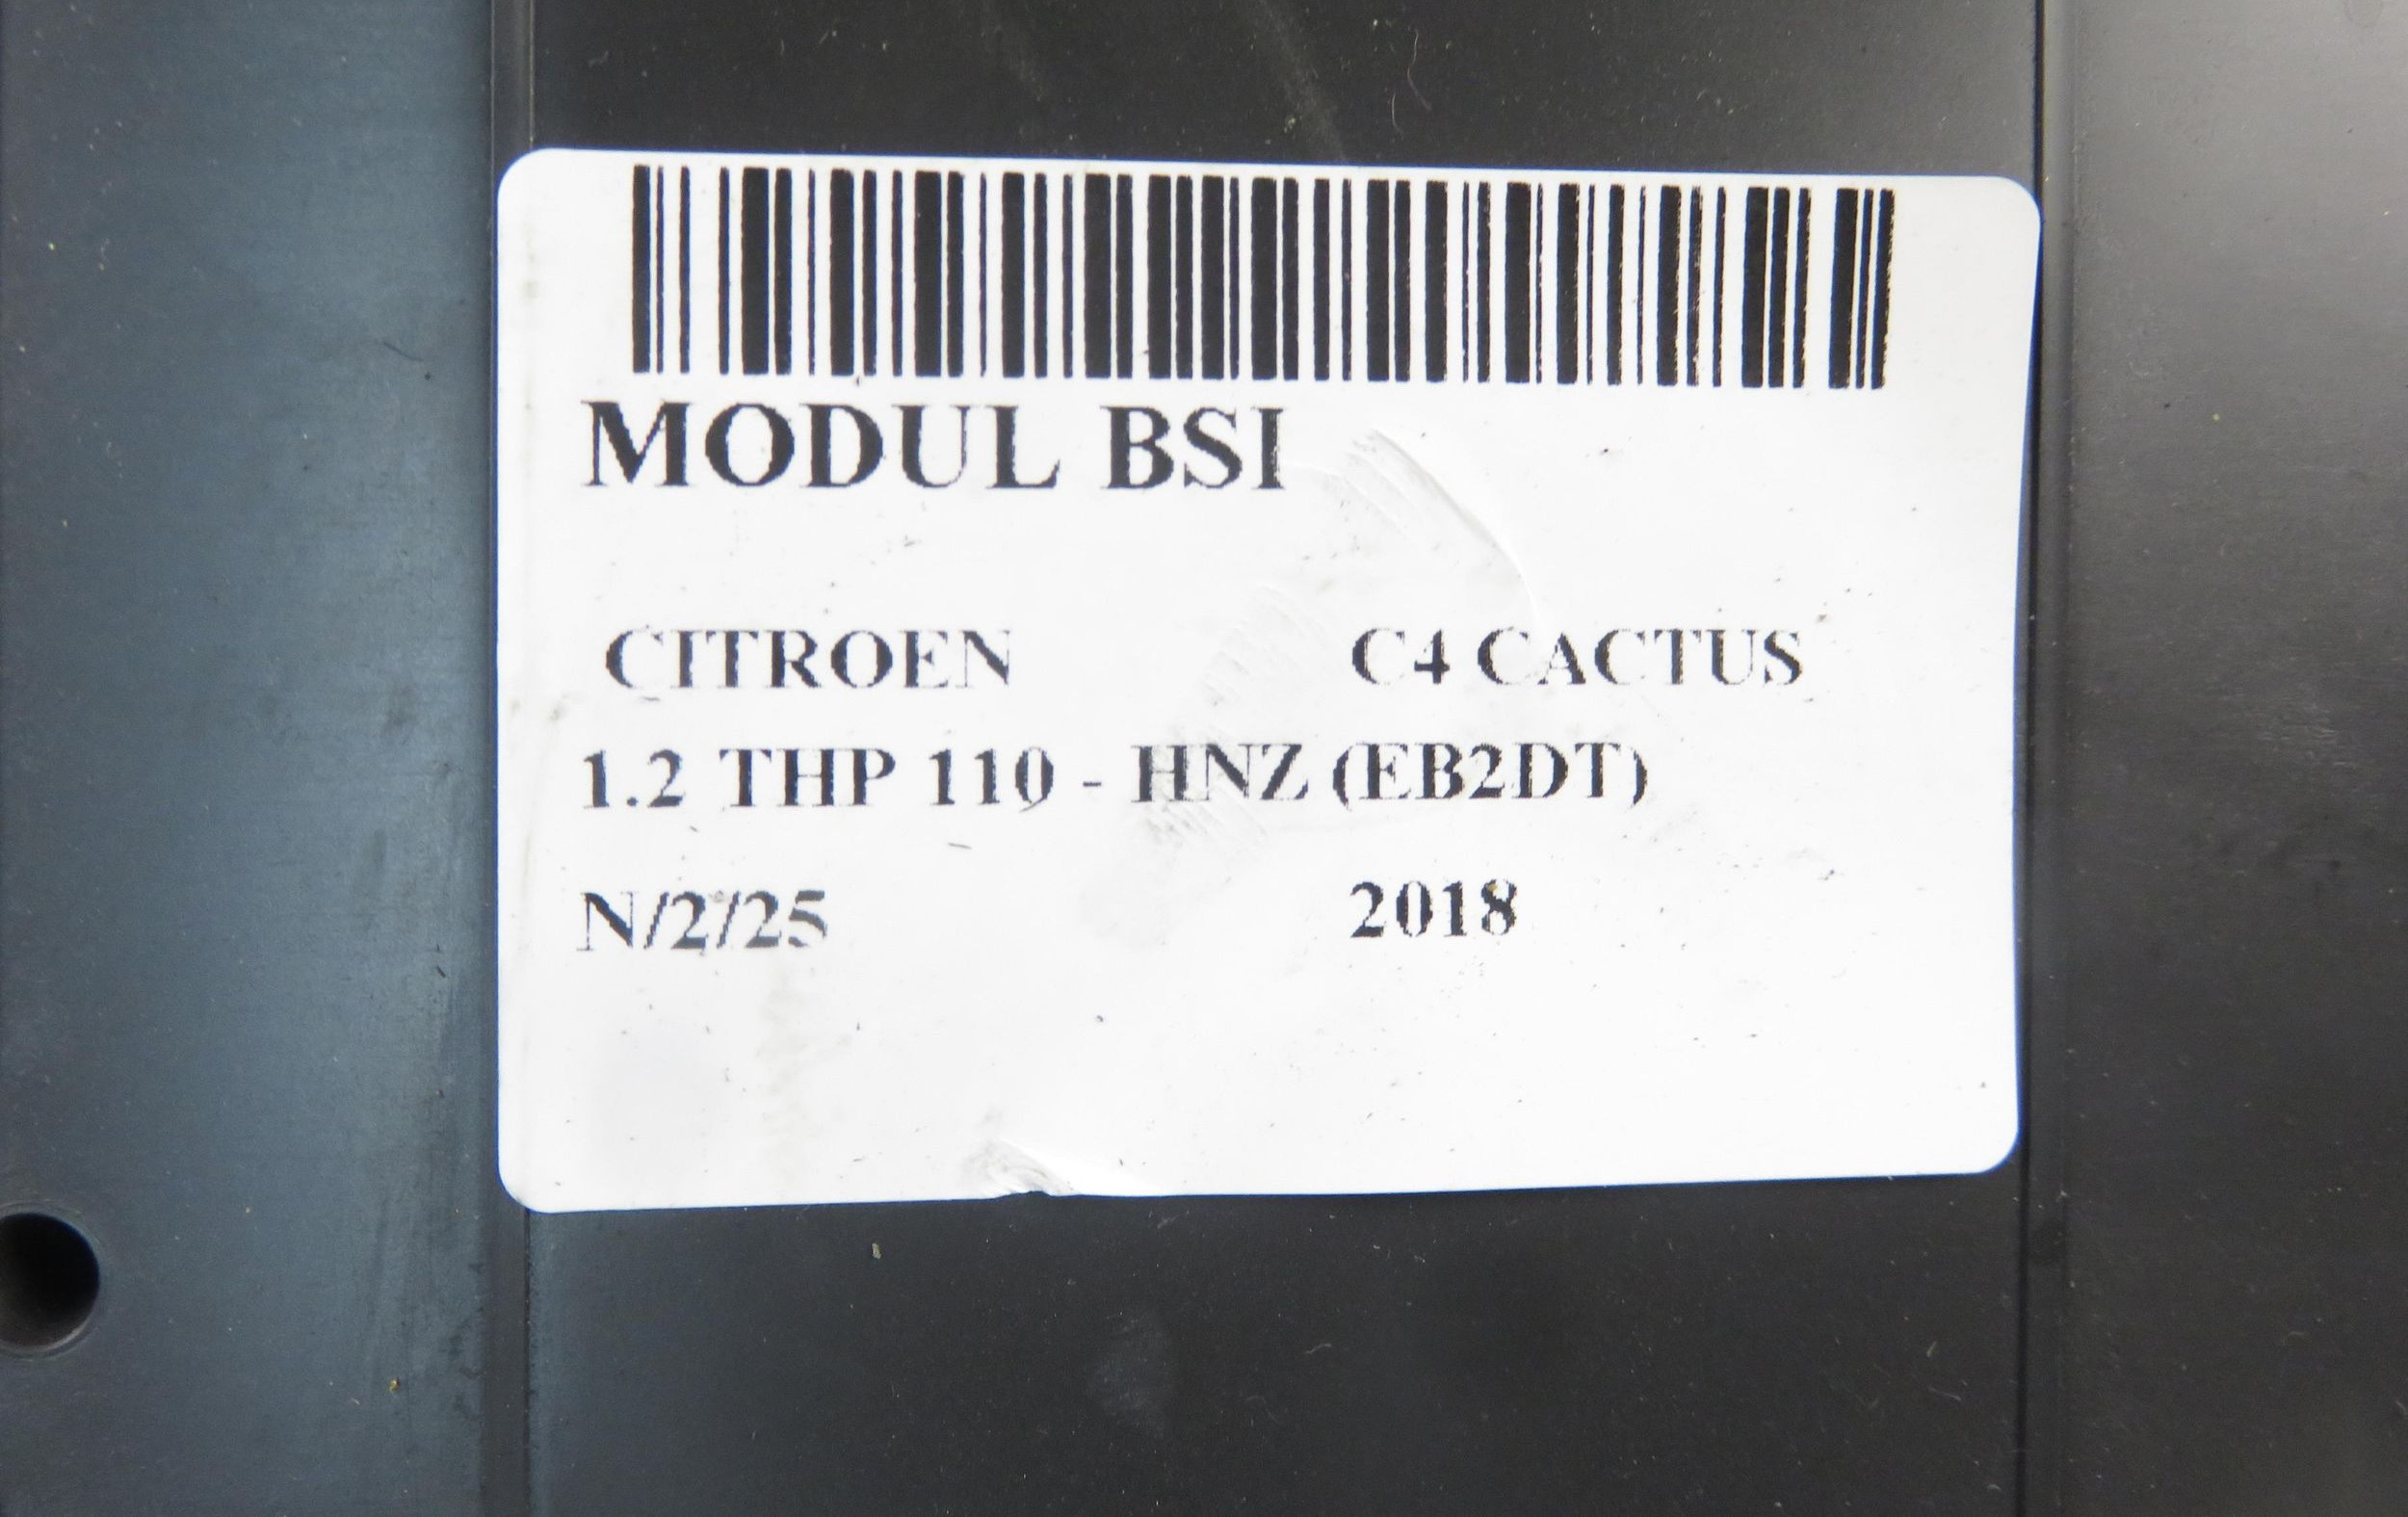 MODUL BSI
CITROEN C4 CACTUS
1.2 THP 110 - HNZ (EB2DT)
N/2/25 2018